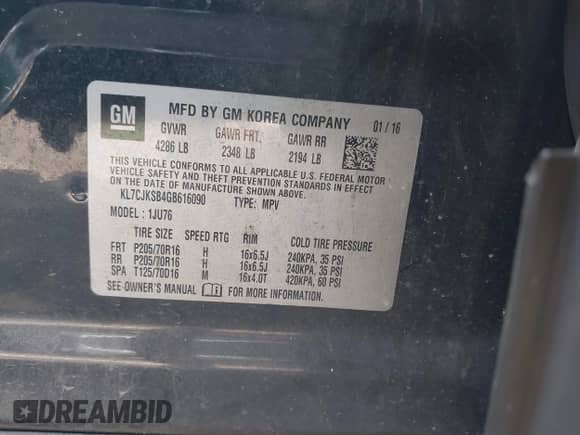 GM
MFD BY GM KOREA COMPANY 01 / 16
GVWR GAWR FRT. GAWR RR
4286 LB 2348 LB 2194 LB
THIS VEHICLE CONFORMS TO ALL APPLICABLE U.S. FEDERAL MOTOR
VEHICLE SAFETY AND THEFT PREVENTION STANDARDS IN EFFECT
ON THE DATE OF MANUFACTURE SHOWN ABOVE.
KL7CJKSB4GB616090 TYPE: MPV
MODEL : 1JU76
TIRE SIZE SPEED RTG RIM COLD TIRE PRESSURE
FRT P205/70R16 H 16x6.5J 240KPA, 35 PSI
RR P205/70R16 H 16x6.5J 240KPA, 35 PSI
SPA T125/70D16 M 16x4.0T 420KPA, 60 PSI
SEE OWNER'S MANUAL FOR MORE INFORMATION.
DREAMBID